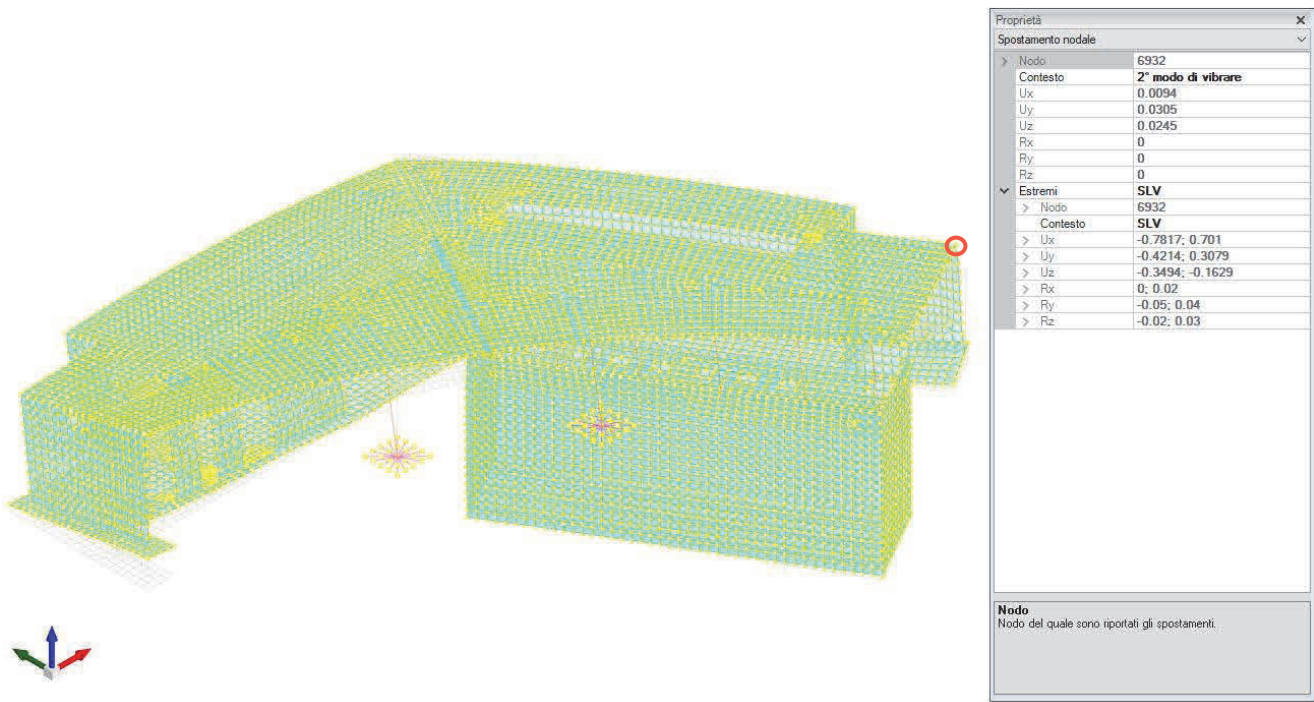 Proprietà
Spostamento nodale
Nodo 6932
Contesto 2° modo di vibrare
Ux 0.0094
Uy 0.0305
Uz 0.0245
Rx 0
Ry 0
Rz 0
Estremi SLV
Nodo 6932
Contesto SLV
Ux -0.7817; 0.701
Uy -0.4214; 0.3079
Uz -0.3494; -0.1629
Rx 0; 0.02
Ry -0.05; 0.04
Rz -0.02; 0.03
Nodo
Nodo del quale sono riportati gli spostamenti.